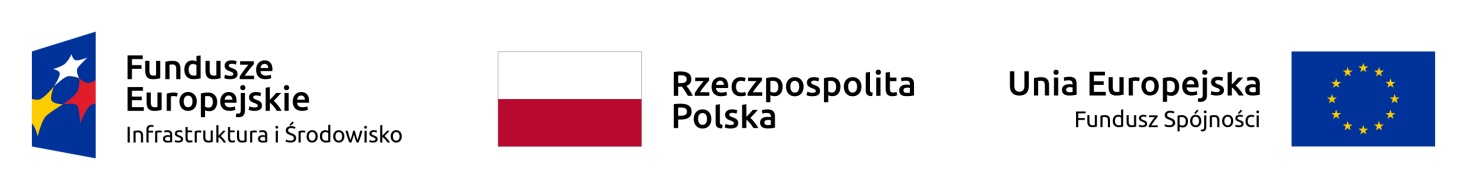 Fundusze
Europejskie
Infrastruktura i Środowisko
Rzeczpospolita
Polska
Unia Europejska
Fundusz Spójności